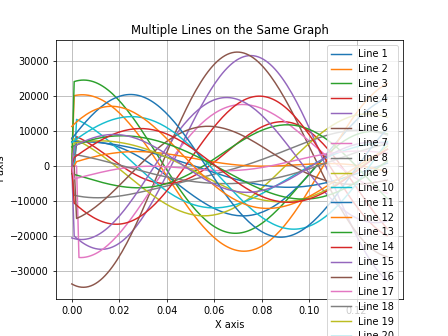 Multiple Lines on the Same Graph
30000
20000
10000
0
−10000
−20000
−30000
0.00
0.02
0.04
0.06
0.08
0.10
X axis
Line 1
Line 2
Line 3
Line 4
Line 5
Line 6
Line 7
Line 8
Line 9
Line 10
Line 11
Line 12
Line 13
Line 14
Line 15
Line 16
Line 17
Line 18
Line 19
Line 20